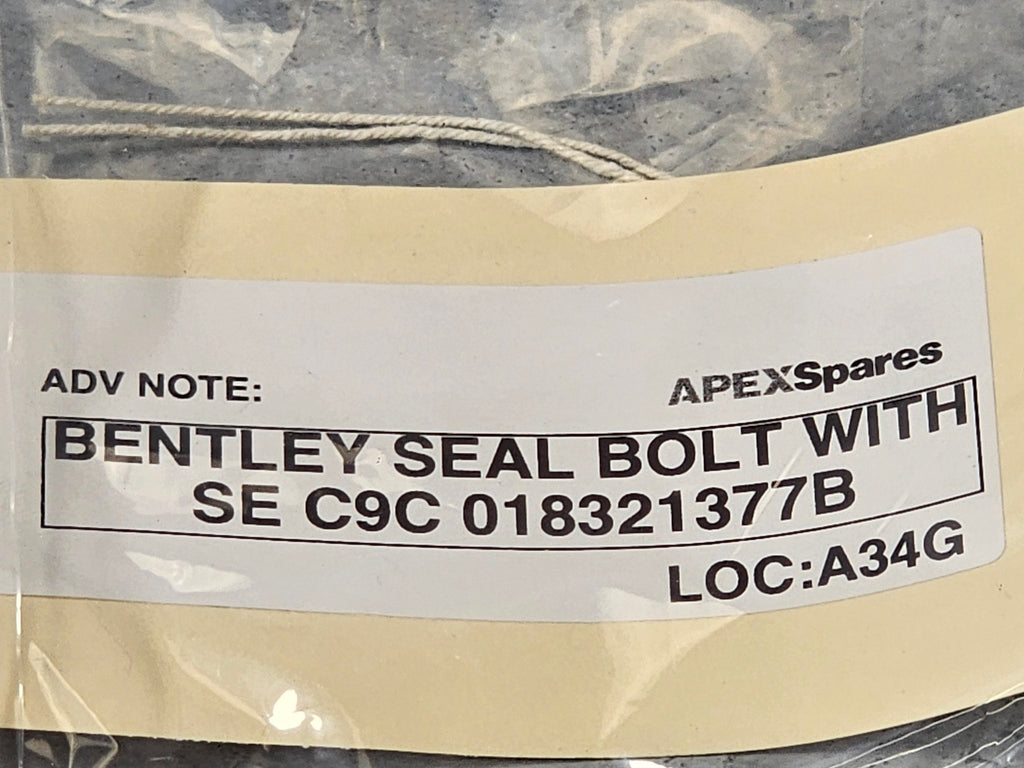 ADV NOTE:
APEXSpares
BENTLEY SEAL BOLT WITH
SE C9C 018321377B
LOC:A34G